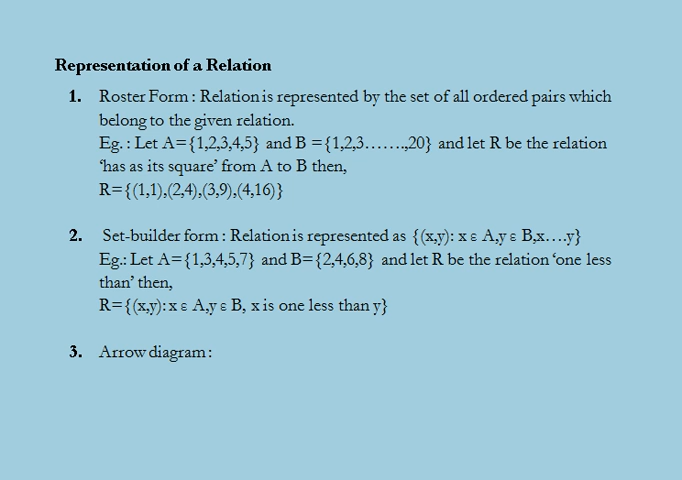 Representation of a Relation
1. Roster Form : Relation is represented by the set of all ordered pairs which
belong to the given relation.
Eg. : Let A={1,2,3,4,5} and B ={1,2,3.......,20} and let R be the relation
'has as its square' from A to B then,
R={(1,1),(2,4),(3,9),(4,16)}
2. Set-builder form : Relation is represented as {(x,y): x ε A,y ε B,x....y}
Eg.: Let A={1,3,4,5,7} and B={2,4,6,8} and let R be the relation 'one less
than' then,
R={(x,y):x ε A,y ε B, x is one less than y}
3. Arrow diagram :